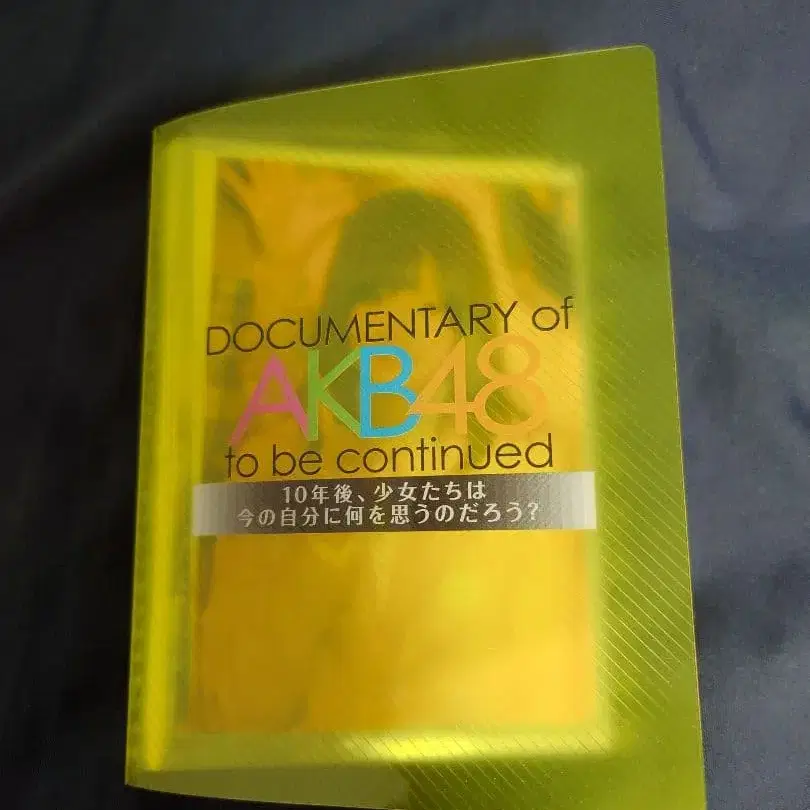 DOCUMENTARY of
AKB48
to be continued
10年後、少女たちは
今の自分に何を思うのだろう?